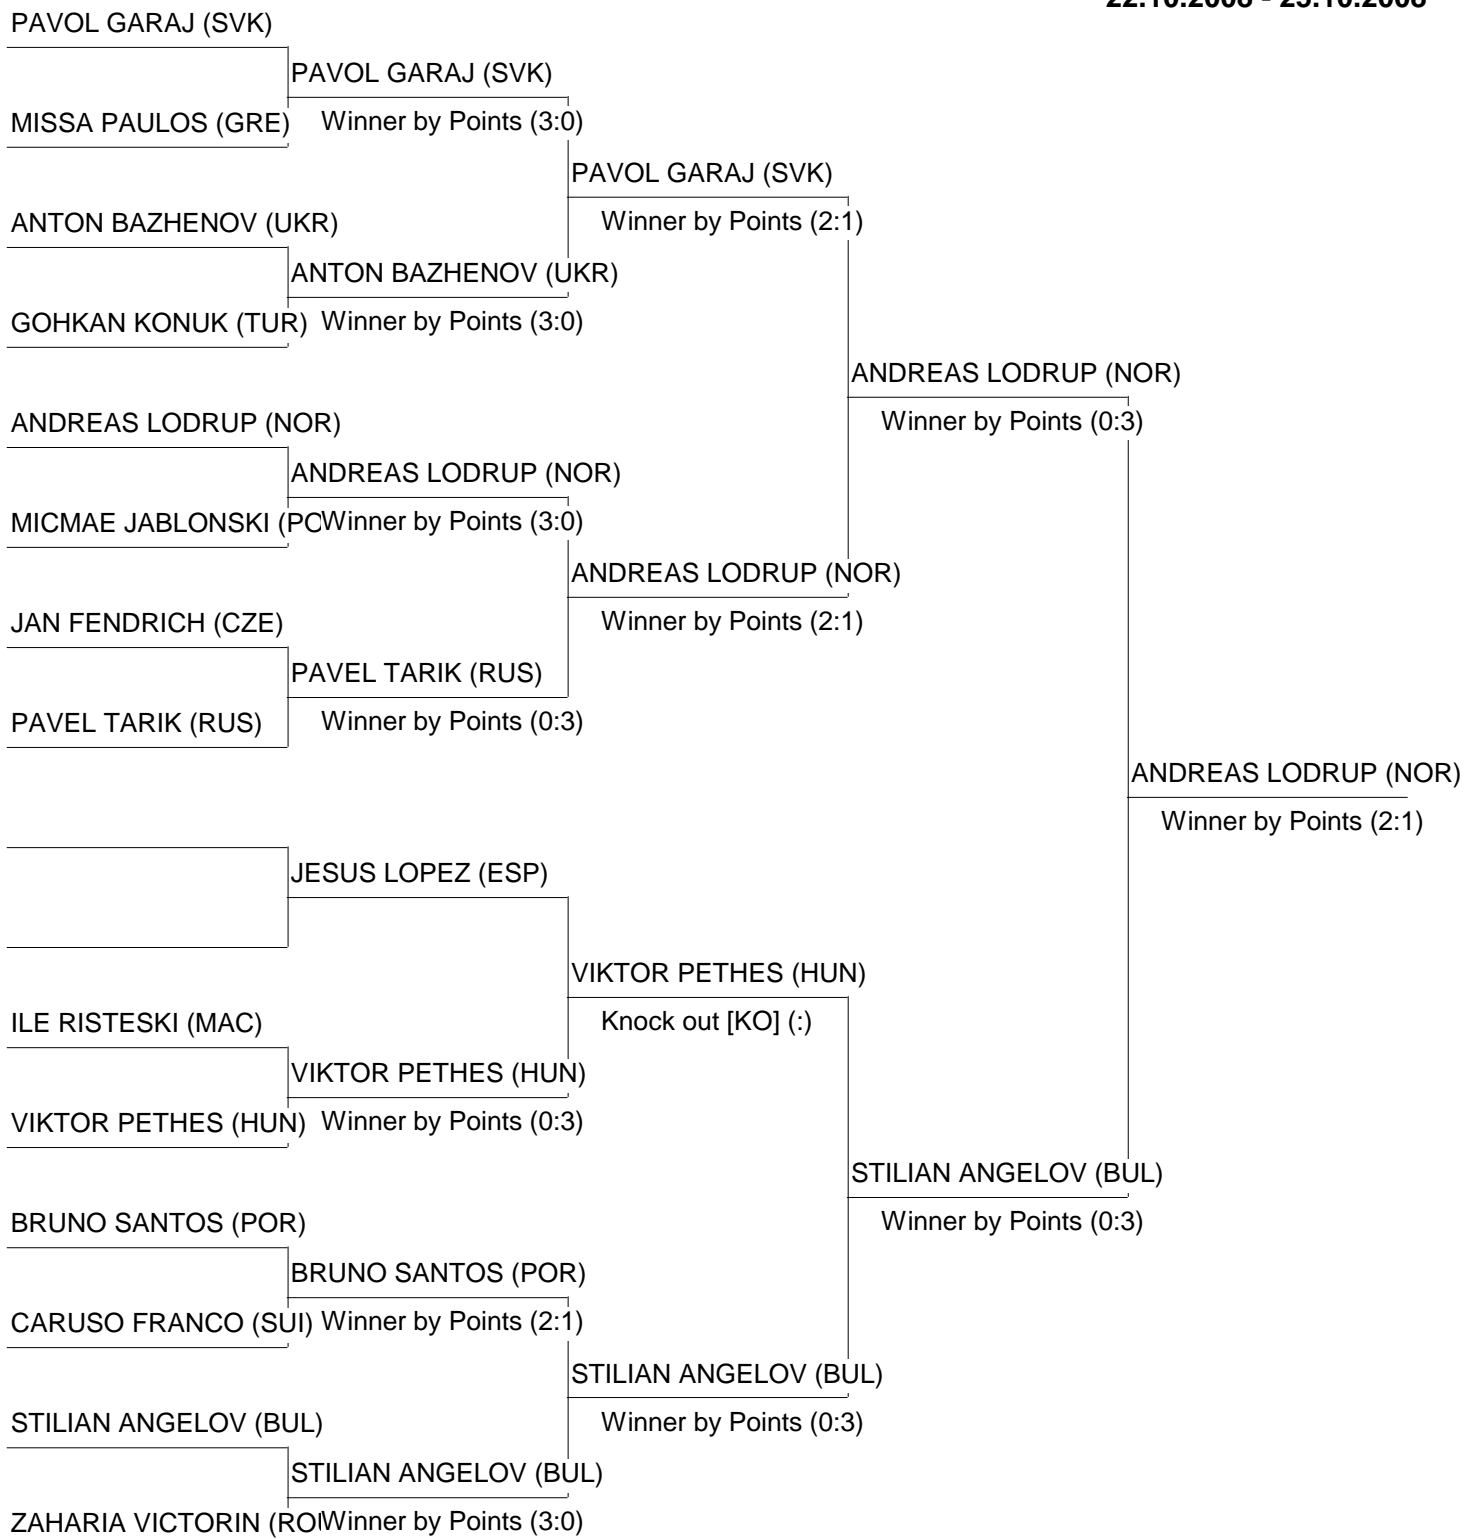 22.10.2008 - 25.10.2008
PAVOL GARAJ (SVK)
PAVOL GARAJ (SVK)
MISSA PAULOS (GRE)
Winner by Points (3:0)
PAVOL GARAJ (SVK)
ANTON BAZHENOV (UKR)
Winner by Points (2:1)
ANTON BAZHENOV (UKR)
GOHKAN KONUK (TUR)
Winner by Points (3:0)
ANDREAS LODRUP (NOR)
ANDREAS LODRUP (NOR)
Winner by Points (0:3)
ANDREAS LODRUP (NOR)
MICMAE JABLONSKI (PO
Winner by Points (3:0)
ANDREAS LODRUP (NOR)
JAN FENDRICH (CZE)
Winner by Points (2:1)
PAVEL TARIK (RUS)
PAVEL TARIK (RUS)
Winner by Points (0:3)
ANDREAS LODRUP (NOR)
Winner by Points (2:1)
JESUS LOPEZ (ESP)
VIKTOR PETHES (HUN)
ILE RISTESKI (MAC)
Knock out [KO] (:)
VIKTOR PETHES (HUN)
VIKTOR PETHES (HUN)
Winner by Points (0:3)
STILIAN ANGELOV (BUL)
BRUNO SANTOS (POR)
Winner by Points (0:3)
BRUNO SANTOS (POR)
CARUSO FRANCO (SUI)
Winner by Points (2:1)
STILIAN ANGELOV (BUL)
STILIAN ANGELOV (BUL)
Winner by Points (0:3)
STILIAN ANGELOV (BUL)
ZAHARIA VICTORIN (RO
Winner by Points (3:0)